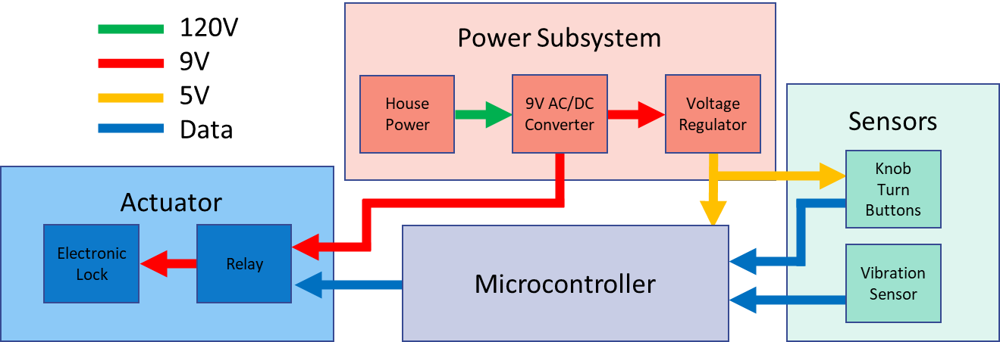 120V
9V
5V
Data
Power Subsystem
House
Power
9V AC/DC
Converter
Voltage
Regulator
Sensors
Knob
Turn
Buttons
Vibration
Sensor
Actuator
Electronic
Lock
Relay
Microcontroller